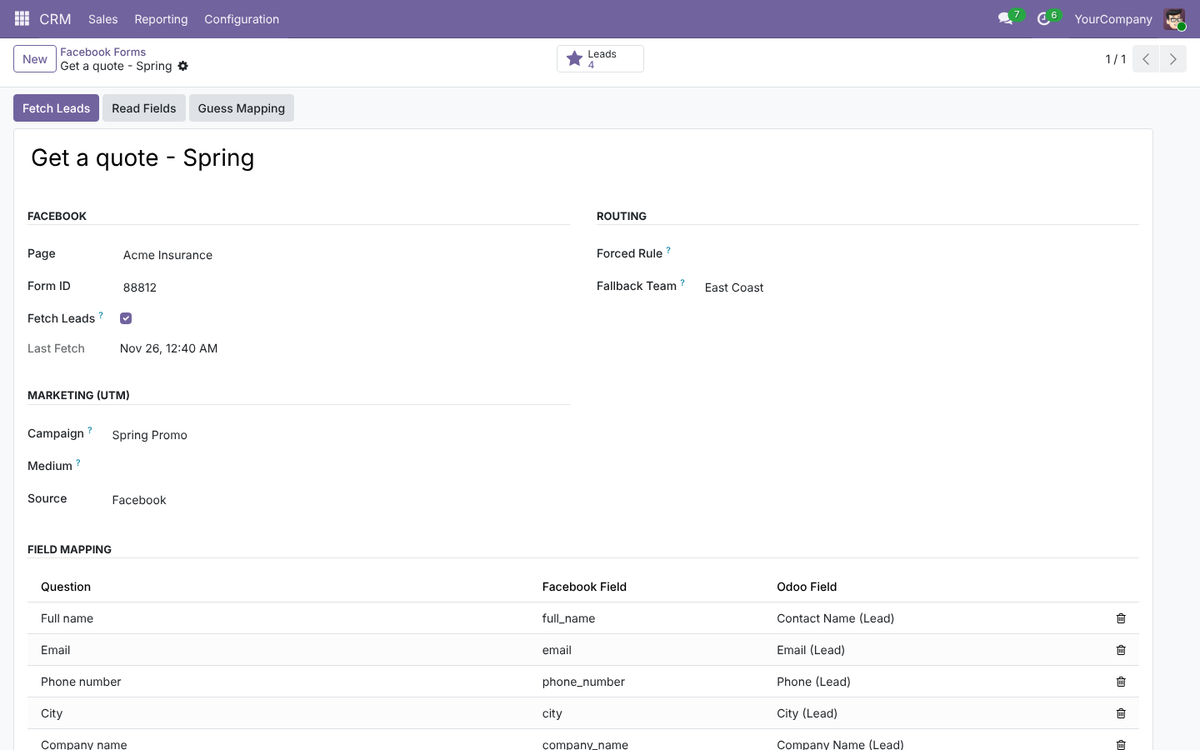 CRM Sales Reporting Configuration 7 6 YourCompany
New Facebook Forms Leads 1 / 1
Get a quote - Spring 4
Fetch Leads Read Fields Guess Mapping
Get a quote - Spring
FACEBOOK ROUTING
Page Acme Insurance Forced Rule ?
Form ID 88812 Fallback Team ? East Coast
Fetch Leads ?
Last Fetch Nov 26, 12:40 AM
MARKETING (UTM)
Campaign ? Spring Promo
Medium ?
Source Facebook
FIELD MAPPING
Question Facebook Field Odoo Field
Full name full_name Contact Name (Lead)
Email email Email (Lead)
Phone number phone_number Phone (Lead)
City city City (Lead)
Company name company_name Company Name (Lead)